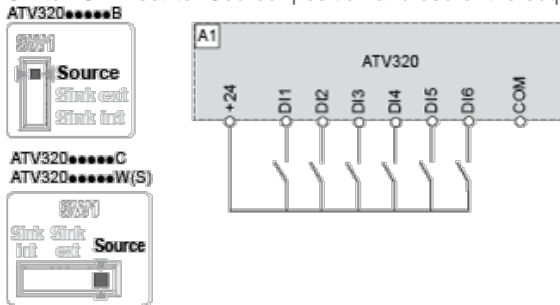 ATV320●●●●●B
SW1
Source
Sink ext
Sink int
ATV320●●●●●C
ATV320●●●●●W(S)
SW1
Sink int
Sink ext
Source
A1
ATV320
+24
DI1
DI2
DI3
DI4
DI5
DI6
COM